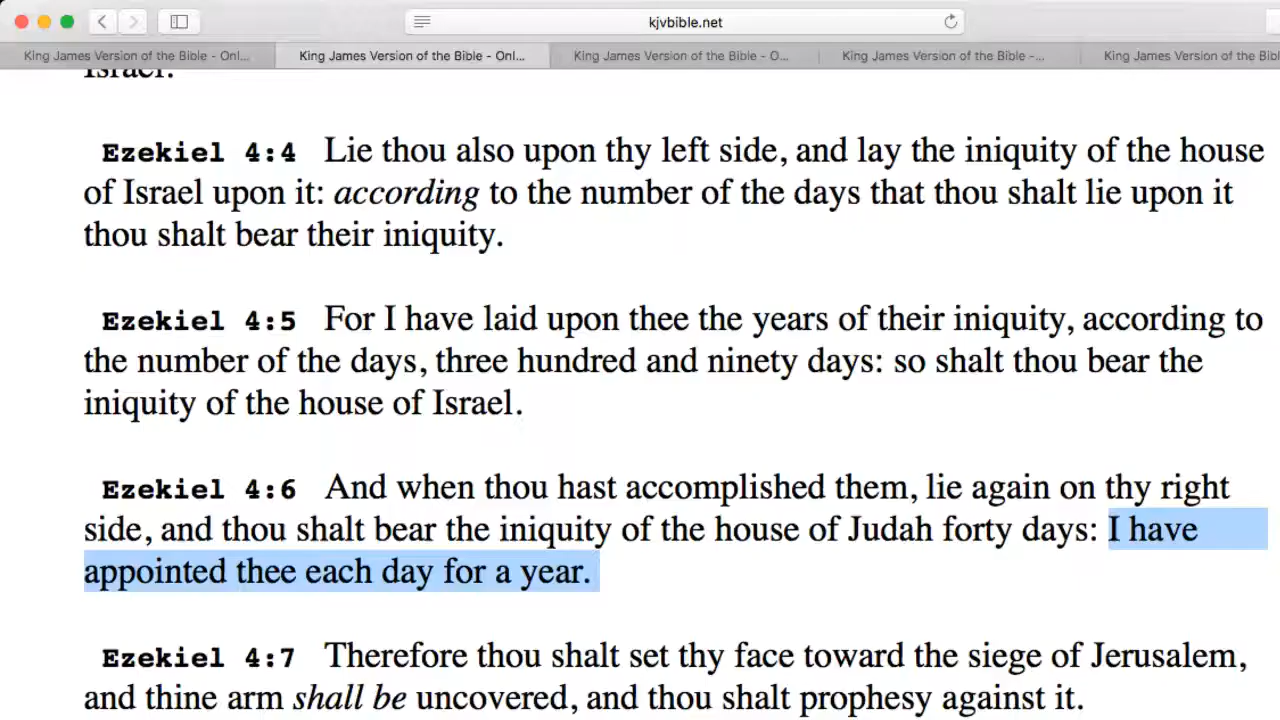 kjvbible.net
King James Version of the Bible - Onl... King James Version of the Bible - Onl... King James Version of the Bible - O... King James Version of the Bible -... King James Version of the Bibl
Israel.
Ezekiel 4:4 Lie thou also upon thy left side, and lay the iniquity of the house
of Israel upon it: according to the number of the days that thou shalt lie upon it
thou shalt bear their iniquity.
Ezekiel 4:5 For I have laid upon thee the years of their iniquity, according to
the number of the days, three hundred and ninety days: so shalt thou bear the
iniquity of the house of Israel.
Ezekiel 4:6 And when thou hast accomplished them, lie again on thy right
side, and thou shalt bear the iniquity of the house of Judah forty days: I have
appointed thee each day for a year.
Ezekiel 4:7 Therefore thou shalt set thy face toward the siege of Jerusalem,
and thine arm shall be uncovered, and thou shalt prophesy against it.